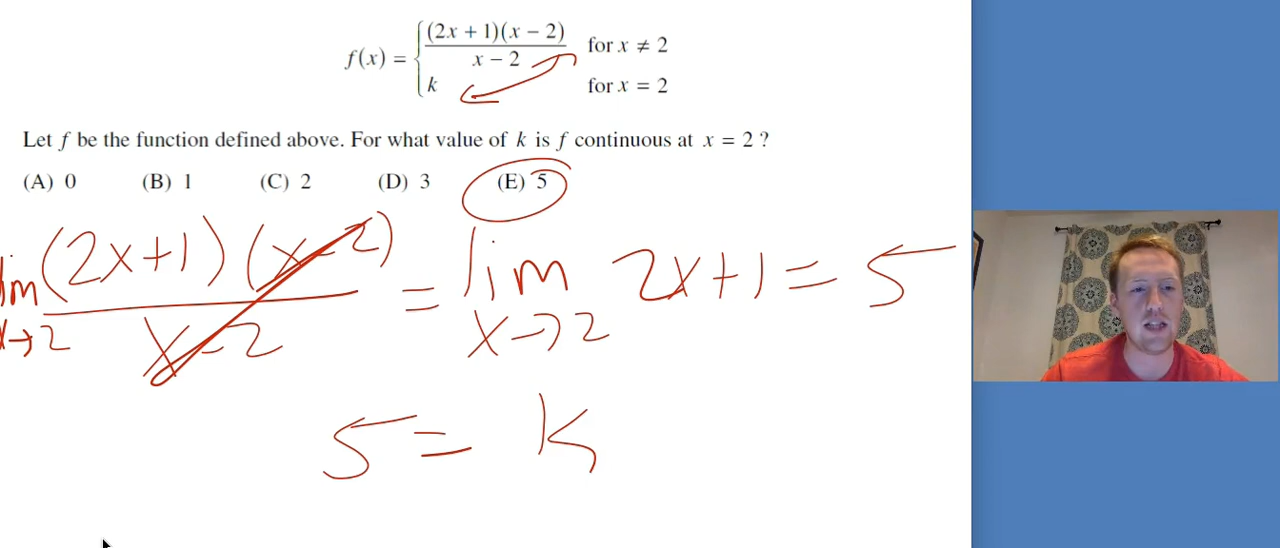 f(x) = { (2x + 1)(x − 2) / x − 2 for x ≠ 2
k for x = 2
Let f be the function defined above. For what value of k is f continuous at x = 2 ?
(A) 0 (B) 1 (C) 2 (D) 3 (E) 5
lim x→2 (2x+1)(x-2) / x-2 = lim x→2 2x+1 = 5
5 = k